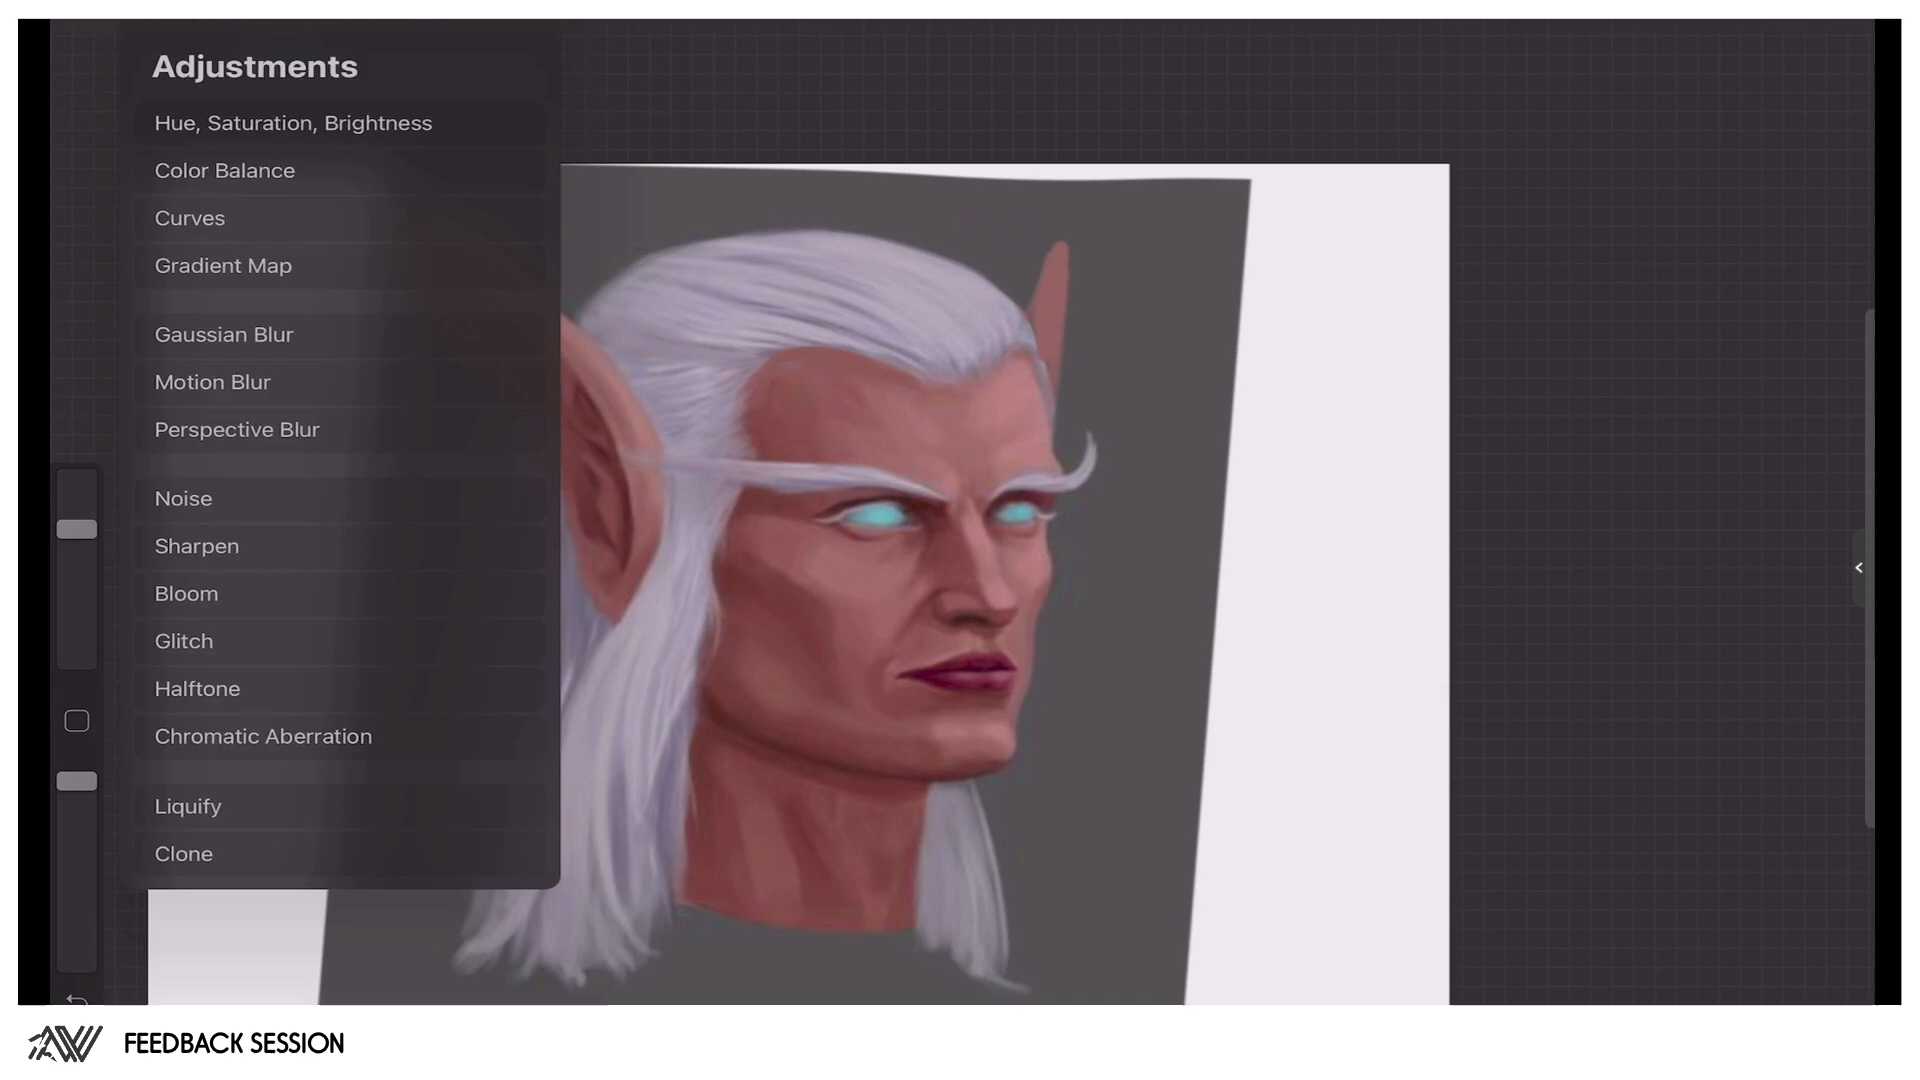 Adjustments
Hue, Saturation, Brightness
Color Balance
Curves
Gradient Map
Gaussian Blur
Motion Blur
Perspective Blur
Noise
Sharpen
Bloom
Glitch
Halftone
Chromatic Aberration
Liquify
Clone
AW FEEDBACK SESSION